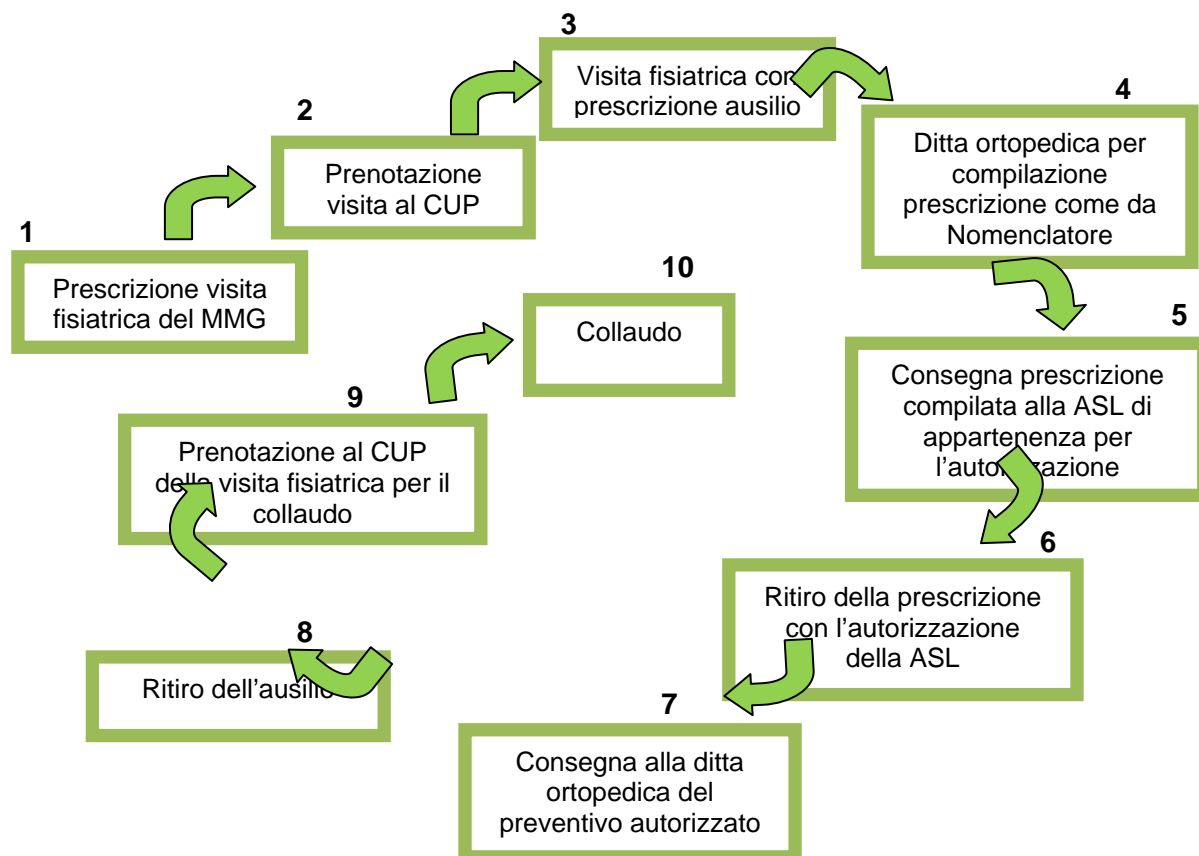 1
Prescrizione visita
fisiatrica del MMG
2
Prenotazione
visita al CUP
3
Visita fisiatrica con
prescrizione ausilio
4
Ditta ortopedica per
compilazione
prescrizione come da
Nomenclatore
5
Consegna prescrizione
compilata alla ASL di
appartenenza per
l’autorizzazione
6
Ritiro della prescrizione
con l’autorizzazione
della ASL
7
Consegna alla ditta
ortopedica del
preventivo autorizzato
8
Ritiro dell’ausilio
9
Prenotazione al CUP
della visita fisiatrica per il
collaudo
10
Collaudo